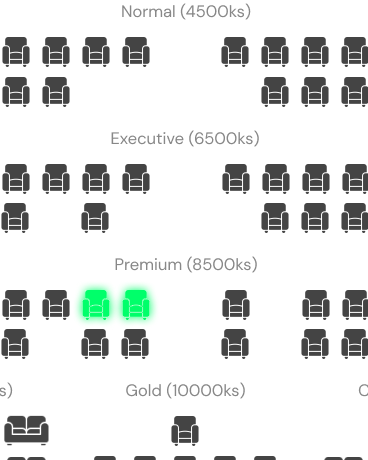 Normal (4500ks)
Executive (6500ks)
Premium (8500ks)
s) Gold (10000ks) C